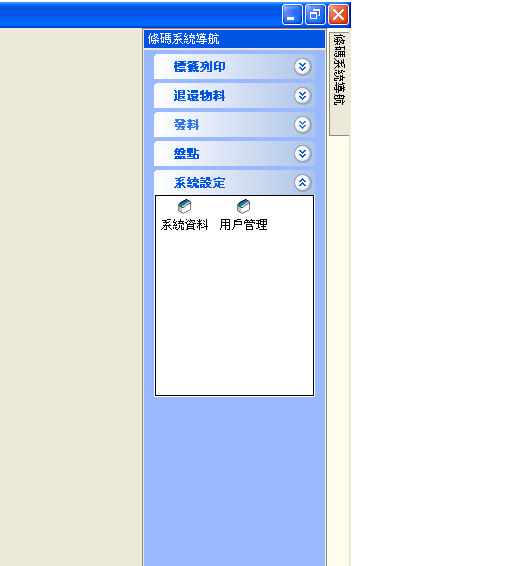 條碼系統導航
標籤列印
退還物料
發料
盤點
系統設定
系統資料 用戶管理
條碼系統導航